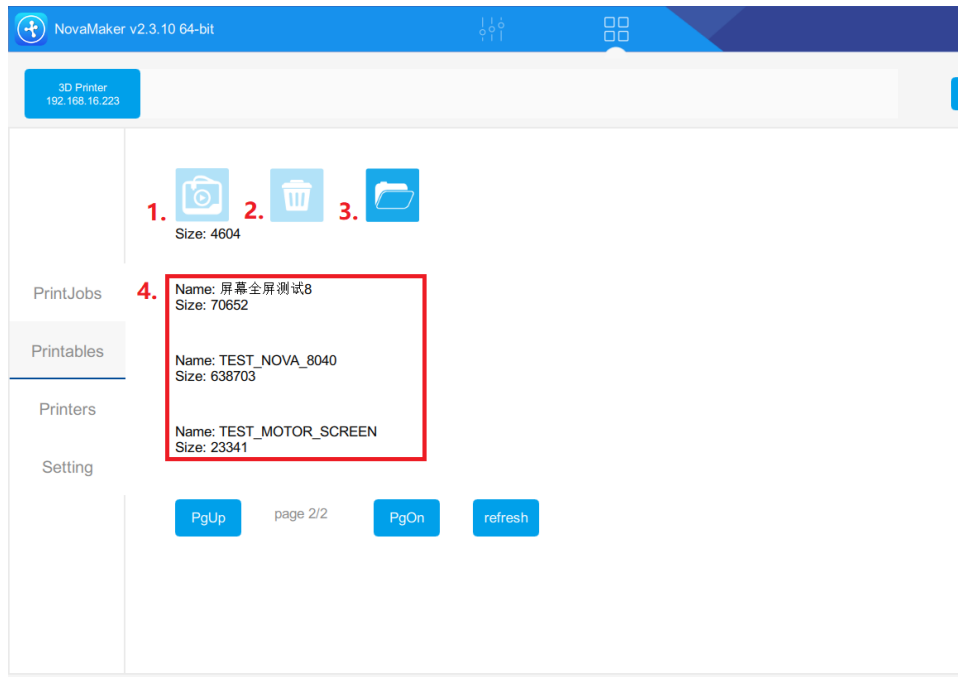 NovaMaker v2.3.10 64-bit
3D Printer
192.168.16.223
1.
2.
3.
Size: 4604
PrintJobs
4.
Name: 屏幕全屏测试8
Size: 70652
Printables
Name: TEST_NOVA_8040
Size: 638703
Printers
Name: TEST_MOTOR_SCREEN
Size: 23341
Setting
PgUp
page 2/2
PgOn
refresh